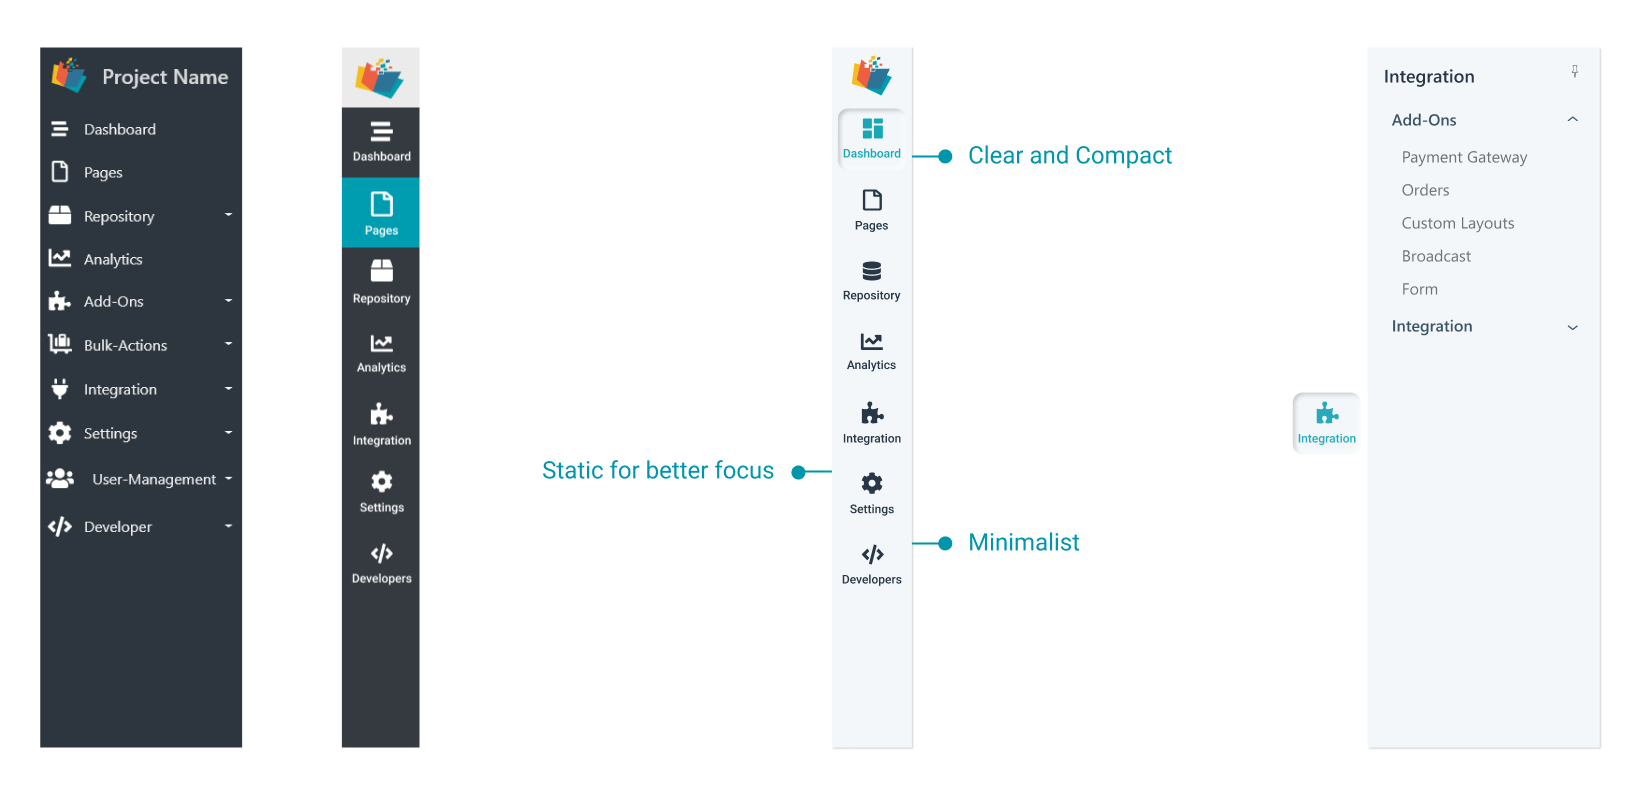 Project Name
Dashboard
Pages
Repository
Analytics
Add-Ons
Bulk-Actions
Integration
Settings
User-Management
Developer
Dashboard
Pages
Repository
Analytics
Integration
Settings
Developers
Static for better focus
Dashboard
Pages
Repository
Analytics
Integration
Settings
Developers
Clear and Compact
Minimalist
Integration
Integration
Add-Ons
Payment Gateway
Orders
Custom Layouts
Broadcast
Form
Integration